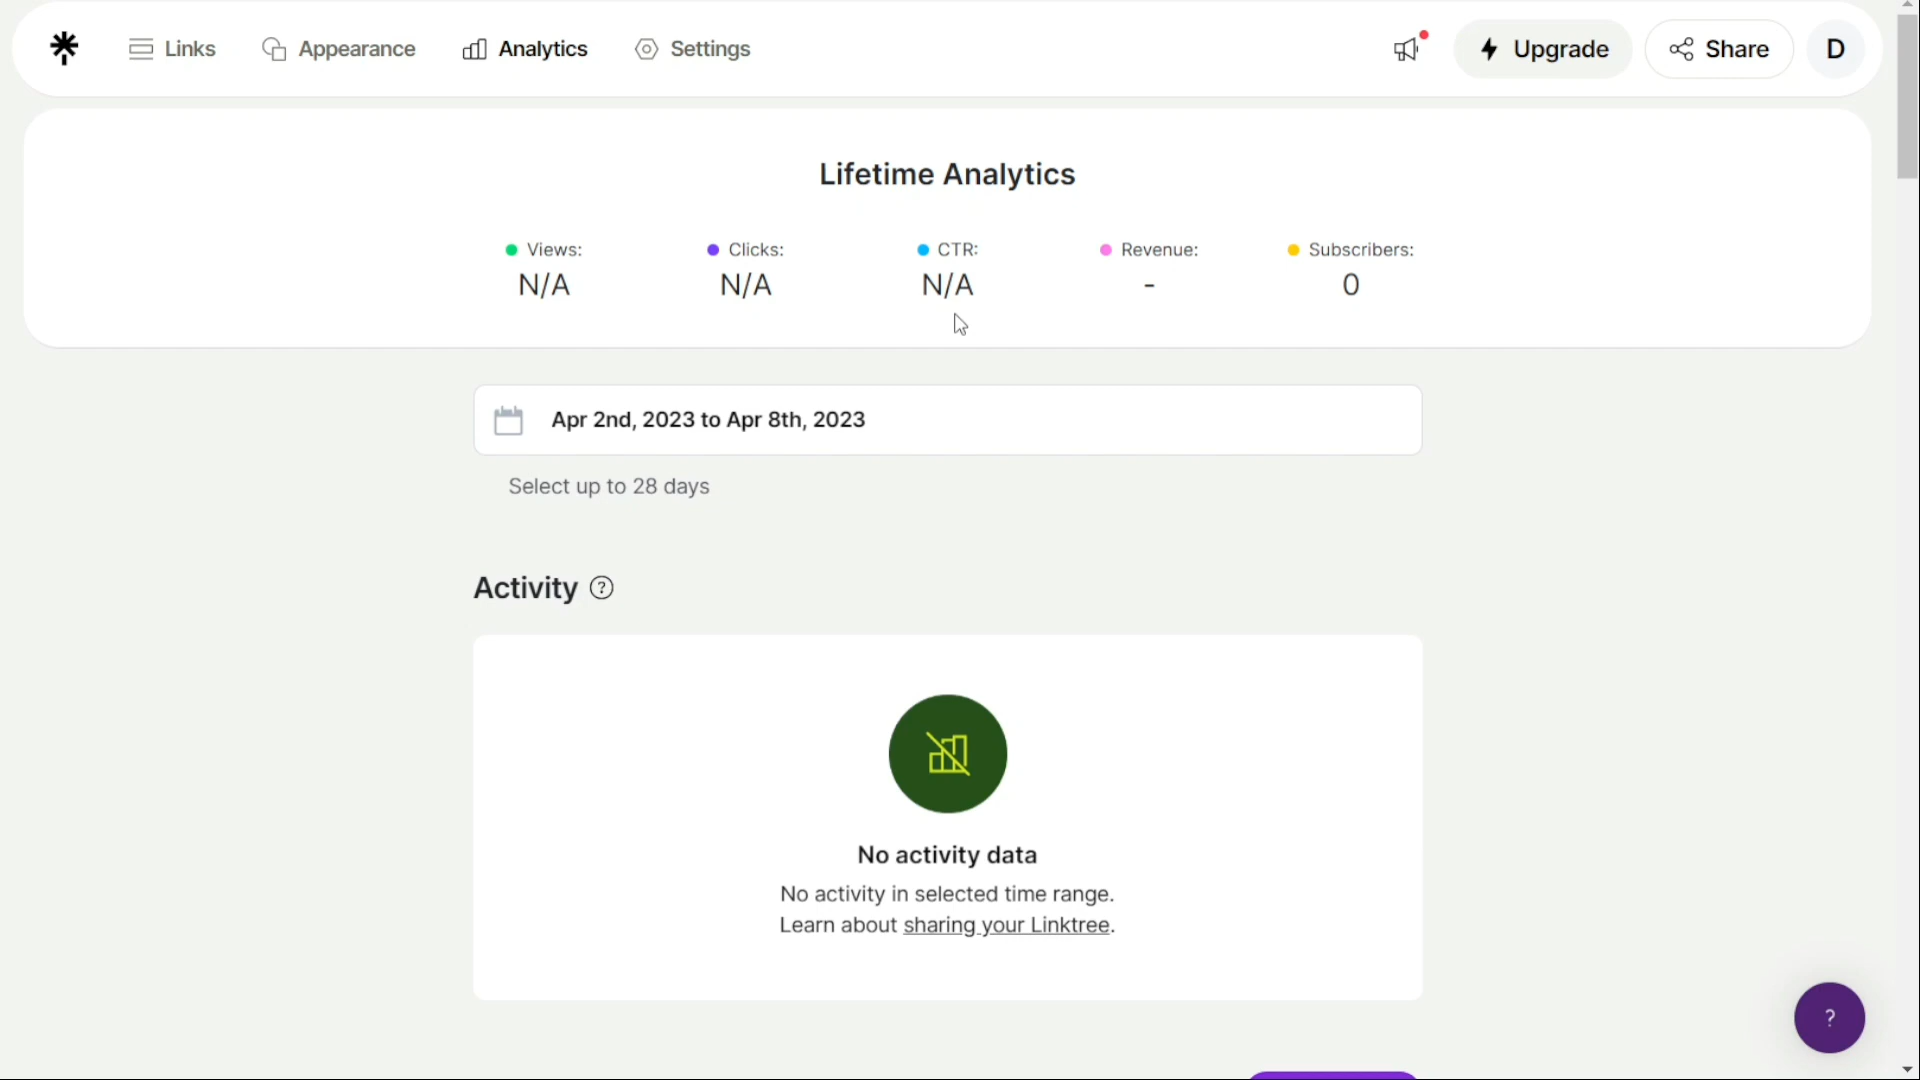 Links Appearance Analytics Settings Upgrade Share D
Lifetime Analytics
Views: Clicks: CTR: Revenue: Subscribers:
N/A N/A N/A - 0
Apr 2nd, 2023 to Apr 8th, 2023
Select up to 28 days
Activity ?
No activity data
No activity in selected time range.
Learn about sharing your Linktree.
?